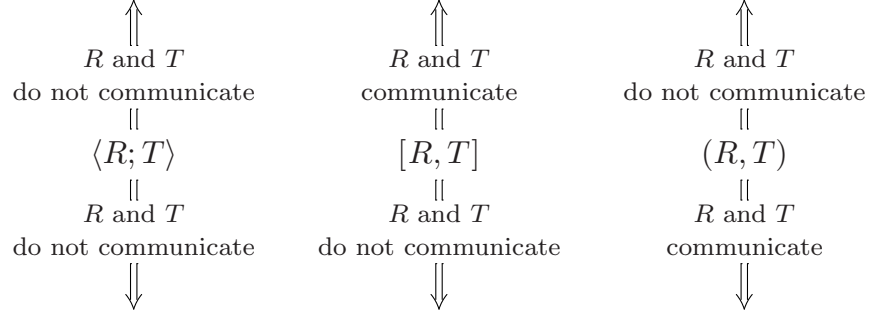 R and T R and T R and T
do not communicate communicate do not communicate
⟨R; T⟩ [R, T] (R, T)
R and T R and T R and T
do not communicate do not communicate communicate